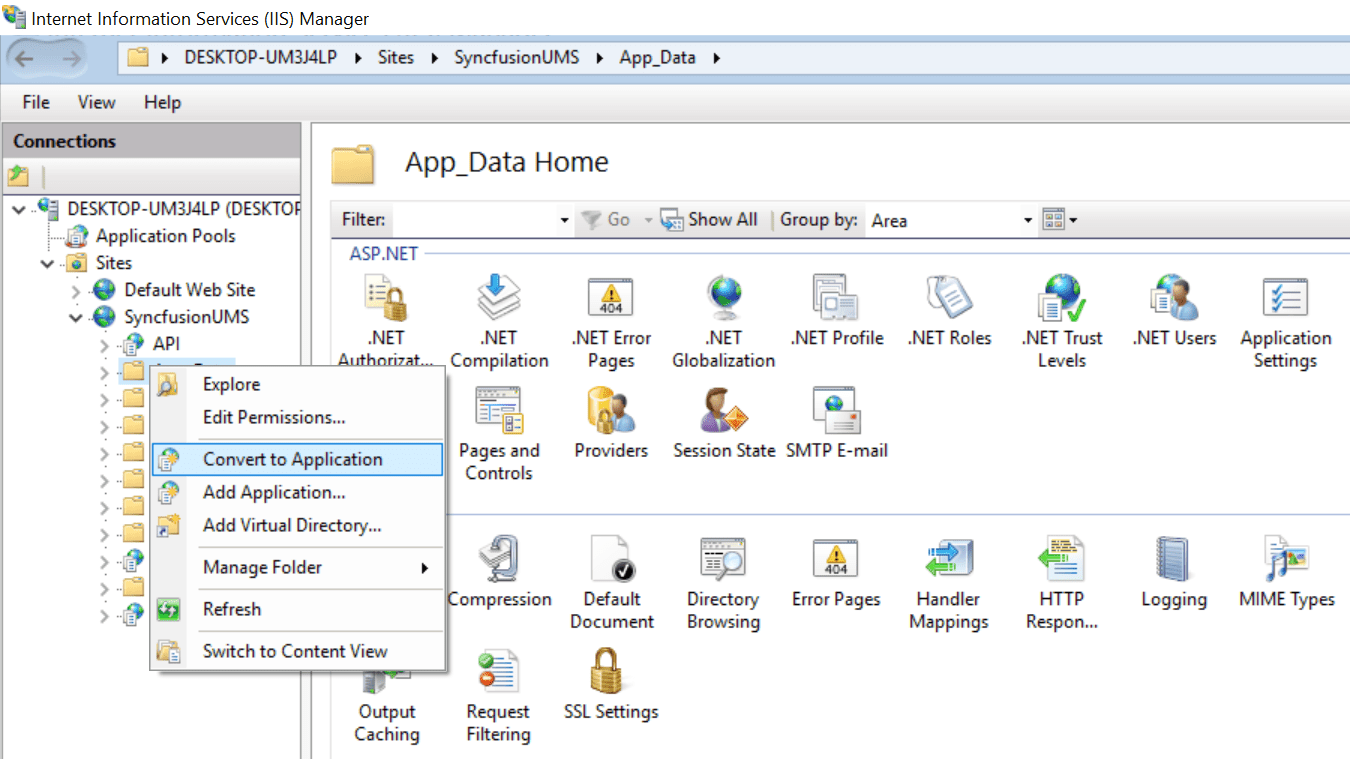 Internet Information Services (IIS) Manager
DESKTOP-UM3J4LP Sites SyncfusionUMS App_Data
File View Help
Connections
DESKTOP-UM3J4LP (DESKTOP
Application Pools
Sites
Default Web Site
SyncfusionUMS
API
Explore
Edit Permissions...
Convert to Application
Add Application...
Add Virtual Directory...
Manage Folder
Refresh
Switch to Content View
App_Data Home
Filter: Go Show All Group by: Area
ASP.NET
.NET
Authorizat...
.NET
Compilation
.NET Error
Pages
404
.NET
Globalization
.NET Profile
.NET Roles
.NET Trust
Levels
.NET Users
Application
Settings
Pages and
Controls
Providers
Session State
SMTP E-mail
Compression
Default
Document
Directory
Browsing
404
Error Pages
Handler
Mappings
HTTP
Respon...
Logging
MIME Types
Output
Caching
Request
Filtering
SSL Settings